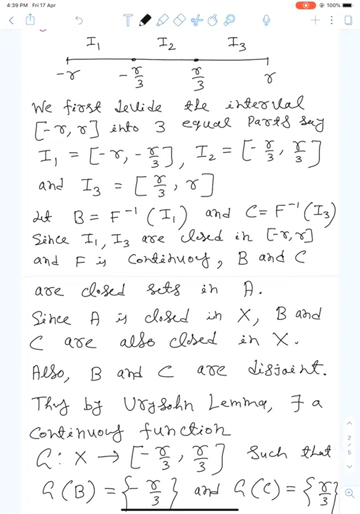 4:39 PM Fri 17 Apr
I₁ I₂ I₃
-r -r/3 r/3 r
We first devide the interval
[-r, r] into 3 equal Parts say
I₁ = [-r, -r/3], I₂ = [-r/3, r/3]
and I₃ = [r/3, r]
Let B = F⁻¹(I₁) and C = F⁻¹(I₃)
Since I₁, I₃ are closed in [-r, r]
and F is continuous, B and C
are closed sets in A.
Since A is closed in X, B and
C are also closed in X.
Also, B and C are disjoint.
Thus by Urysohn Lemma, ∃ a
continuous function
G: X → [-r/3, r/3] Such that
G(B) = {-r/3} and G(C) = {r/3}
2
5